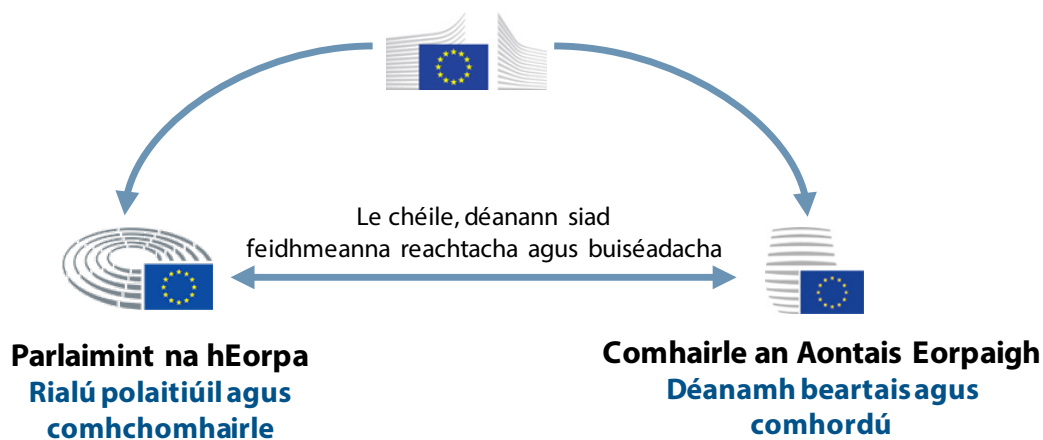 Le chéile, déanann siad
feidhmeanna reachtacha agus buiséadacha
Parlaimint na hEorpa
Rialú polaitiúil agus
comhchomhairle
Comhairle an Aontais Eorpaigh
Déanamh beartais agus
comhordú